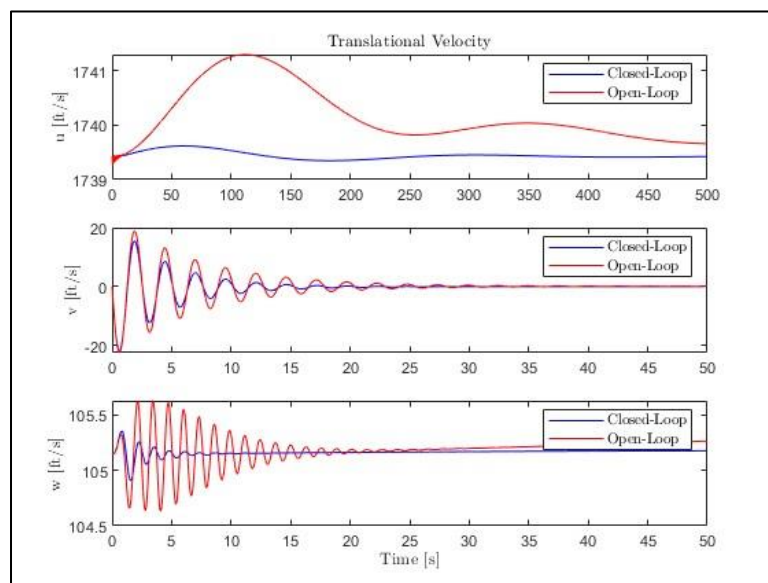 Translational Velocity
1741
1740
1739
u [ft/s]
Closed-Loop
Open-Loop
0 50 100 150 200 250 300 350 400 450 500
20
0
-20
v [ft/s]
Closed-Loop
Open-Loop
0 5 10 15 20 25 30 35 40 45 50
105.5
105
104.5
w [ft/s]
Closed-Loop
Open-Loop
0 5 10 15 20 25 30 35 40 45 50
Time [s]